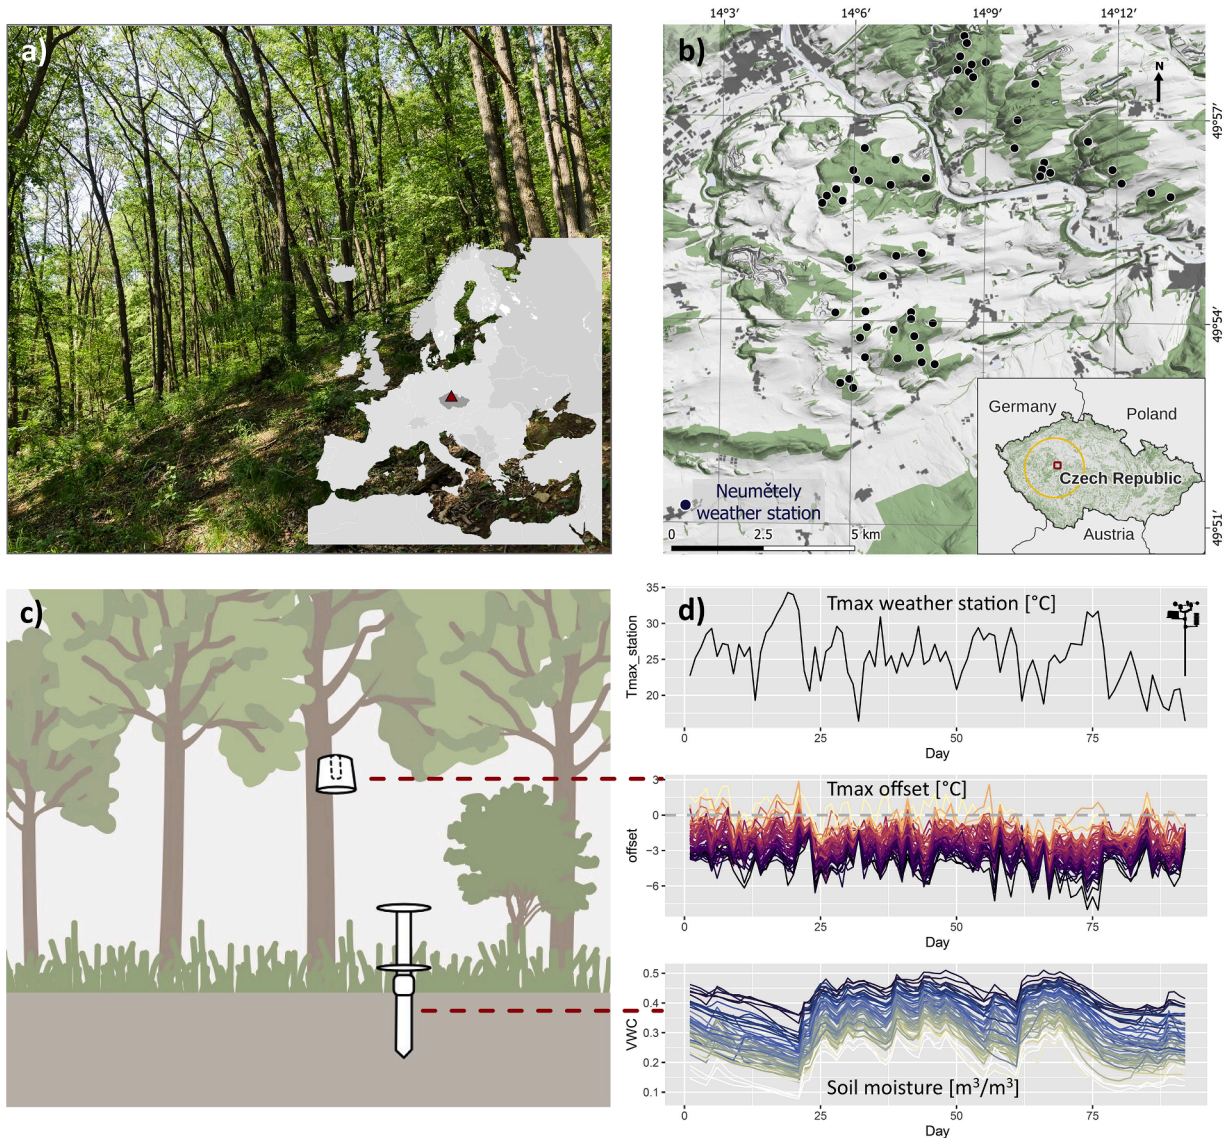 a)
b)
14°3′ 14°6′ 14°9′ 14°12′
N
49°57′
49°54′
49°51′
Neumětely
weather station
0 2.5 5 km
Germany
Poland
Czech Republic
Austria
c)
d)
Tmax weather station [°C]
Tmax_station
35
30
25
20
0 25 50 75
Day
Tmax offset [°C]
offset
3
0
−3
−6
0 25 50 75
Day
VWC
0.5
0.4
0.3
0.2
0.1
Soil moisture [m³/m³]
0 25 50 75
Day